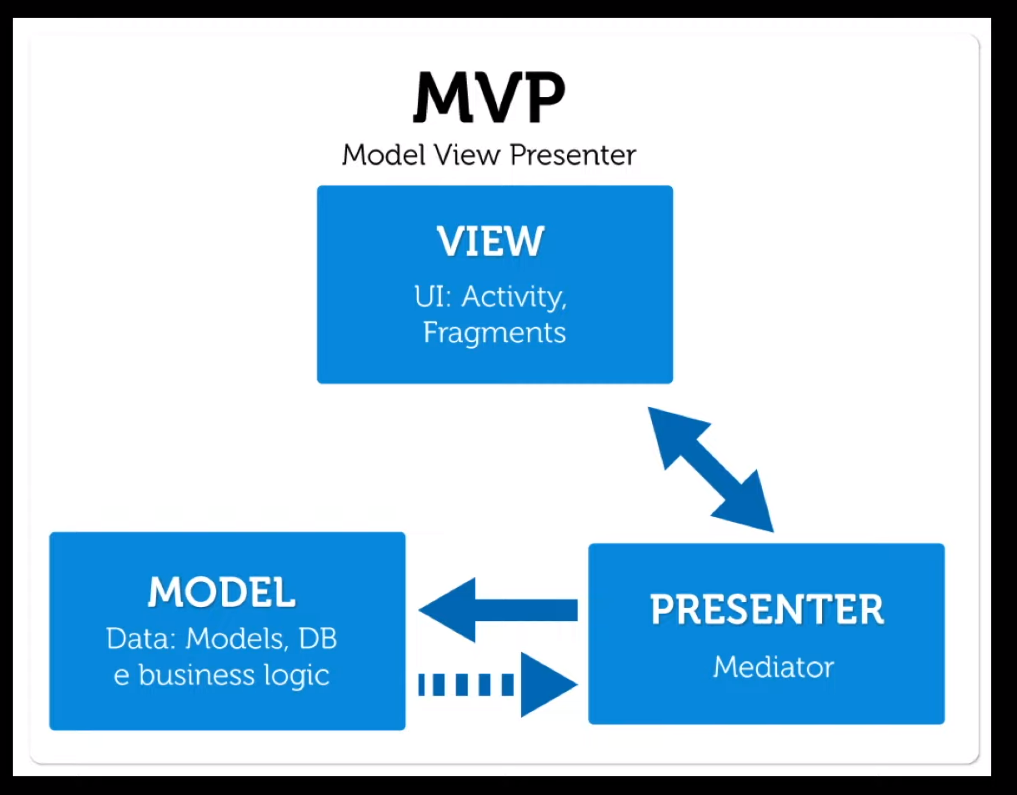 MVP
Model View Presenter
VIEW
UI: Activity,
Fragments
MODEL
Data: Models, DB
e business logic
PRESENTER
Mediator